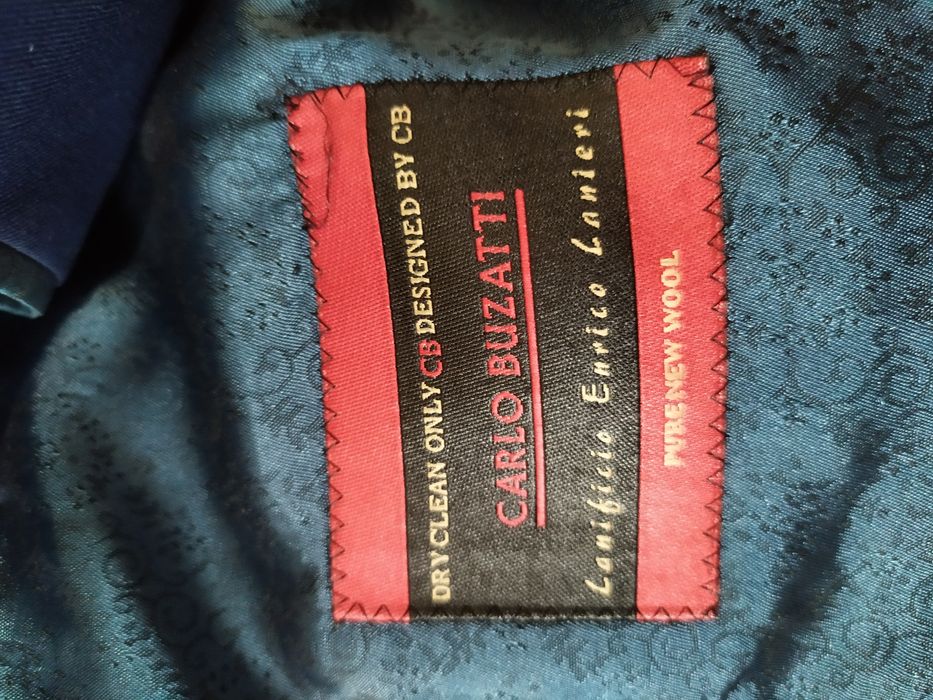 DRY CLEAN ONLY CB DESIGNED BY CB
CARLO BUZATTI
Lanificio Enrico Lanieri
PURE NEW WOOL